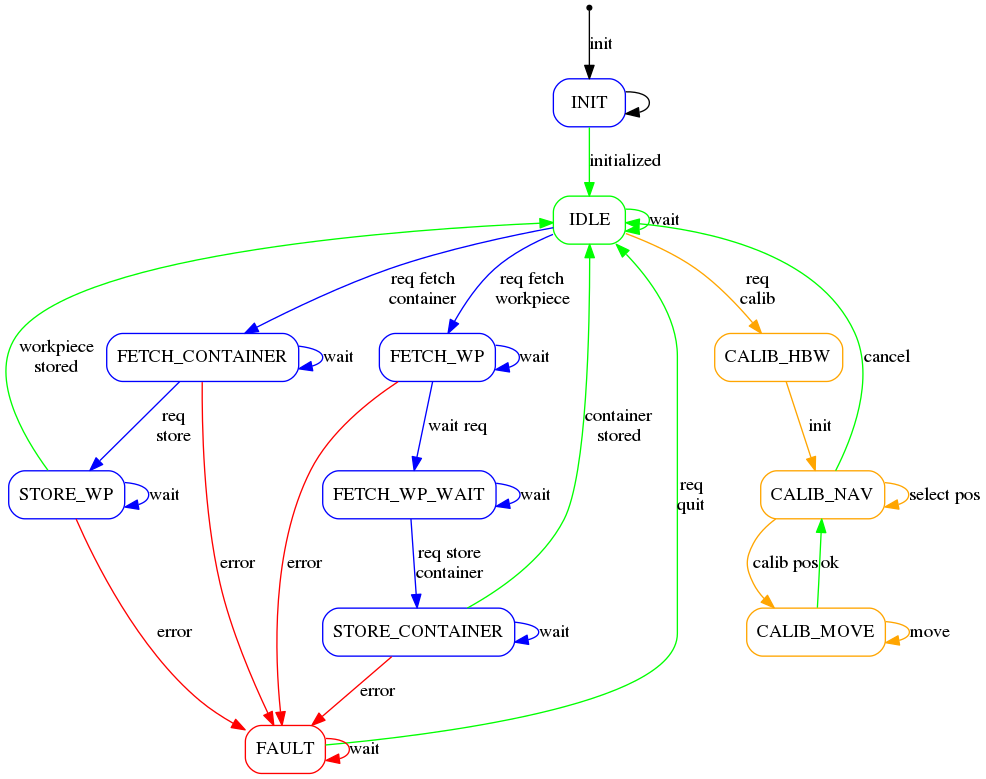 init
INIT
initialized
IDLE
wait
req fetch
container
req fetch
workpiece
req
calib
workpiece
stored
FETCH_CONTAINER
wait
FETCH_WP
wait
CALIB_HBW
cancel
req
store
wait req
container
stored
init
STORE_WP
wait
FETCH_WP_WAIT
wait
req
quit
CALIB_NAV
select pos
error
error
req store
container
calib pos
ok
error
STORE_CONTAINER
wait
CALIB_MOVE
move
error
FAULT
wait